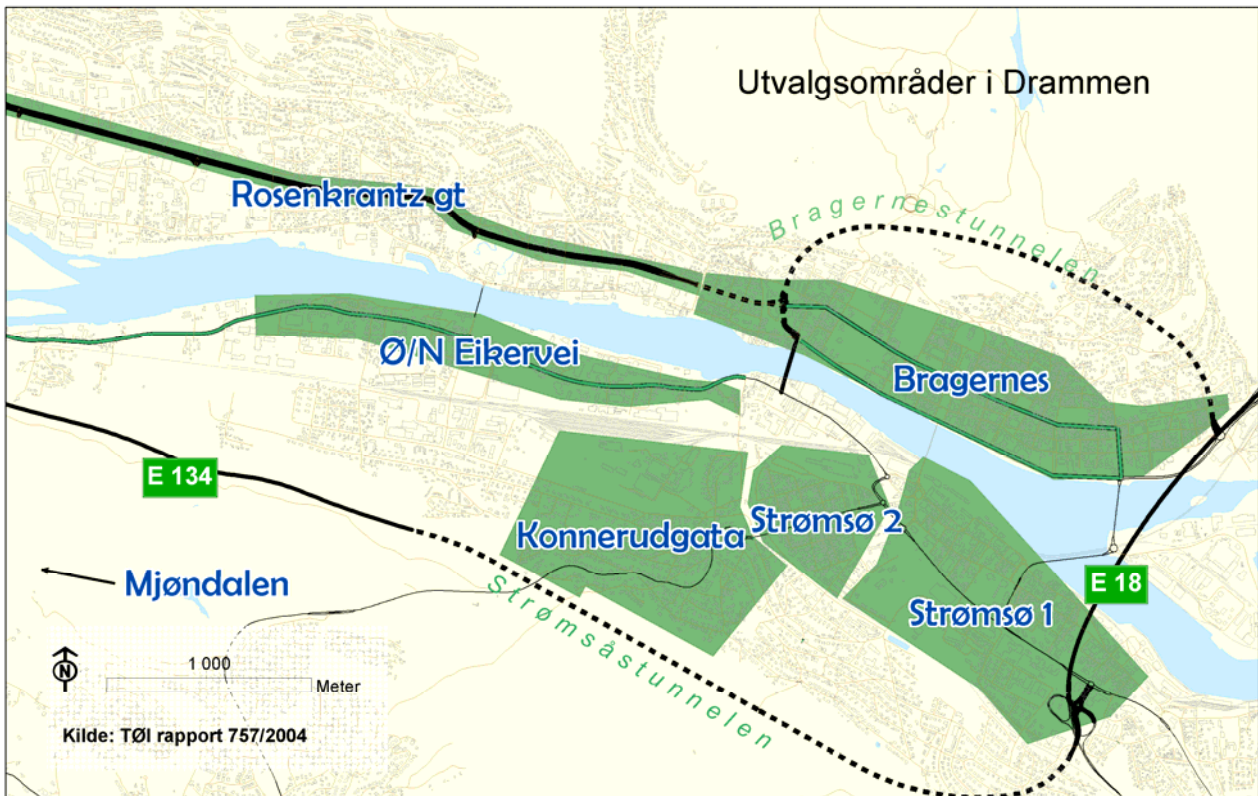 Utvalgsområder i Drammen
Rosenkrantz gt
Bragernestunnelen
Ø/N Eikervei
Bragernes
E 134
Konnerudgata
Strømsø 2
Mjøndalen
E 18
Strømsø 1
Strømsåstunnelen
N
1 000
Meter
Kilde: TØI rapport 757/2004